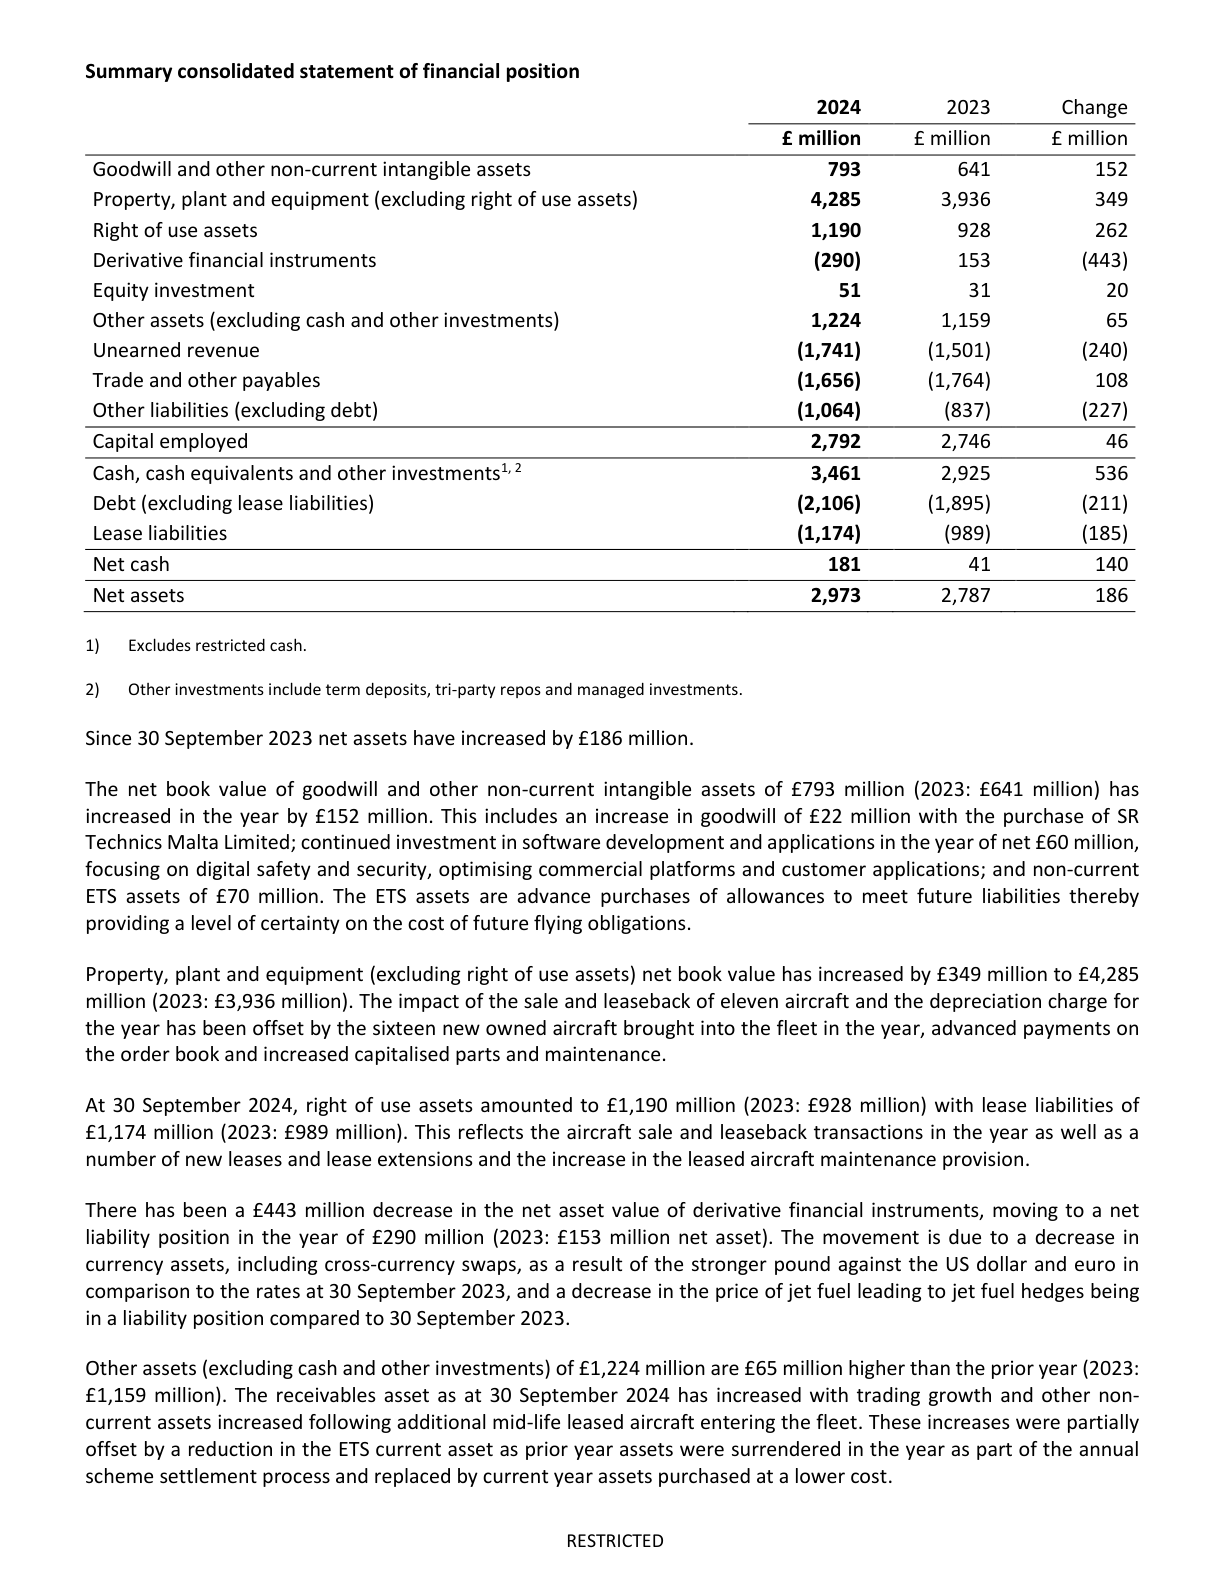 Summary consolidated statement of financial position
2024 2023 Change
£ million £ million £ million
Goodwill and other non-current intangible assets 793 641 152
Property, plant and equipment (excluding right of use assets) 4,285 3,936 349
Right of use assets 1,190 928 262
Derivative financial instruments (290) 153 (443)
Equity investment 51 31 20
Other assets (excluding cash and other investments) 1,224 1,159 65
Unearned revenue (1,741) (1,501) (240)
Trade and other payables (1,656) (1,764) 108
Other liabilities (excluding debt) (1,064) (837) (227)
Capital employed 2,792 2,746 46
Cash, cash equivalents and other investments1, 2 3,461 2,925 536
Debt (excluding lease liabilities) (2,106) (1,895) (211)
Lease liabilities (1,174) (989) (185)
Net cash 181 41 140
Net assets 2,973 2,787 186
1) Excludes restricted cash.
2) Other investments include term deposits, tri-party repos and managed investments.
Since 30 September 2023 net assets have increased by £186 million.
The net book value of goodwill and other non-current intangible assets of £793 million (2023: £641 million) has
increased in the year by £152 million. This includes an increase in goodwill of £22 million with the purchase of SR
Technics Malta Limited; continued investment in software development and applications in the year of net £60 million,
focusing on digital safety and security, optimising commercial platforms and customer applications; and non-current
ETS assets of £70 million. The ETS assets are advance purchases of allowances to meet future liabilities thereby
providing a level of certainty on the cost of future flying obligations.
Property, plant and equipment (excluding right of use assets) net book value has increased by £349 million to £4,285
million (2023: £3,936 million). The impact of the sale and leaseback of eleven aircraft and the depreciation charge for
the year has been offset by the sixteen new owned aircraft brought into the fleet in the year, advanced payments on
the order book and increased capitalised parts and maintenance.
At 30 September 2024, right of use assets amounted to £1,190 million (2023: £928 million) with lease liabilities of
£1,174 million (2023: £989 million). This reflects the aircraft sale and leaseback transactions in the year as well as a
number of new leases and lease extensions and the increase in the leased aircraft maintenance provision.
There has been a £443 million decrease in the net asset value of derivative financial instruments, moving to a net
liability position in the year of £290 million (2023: £153 million net asset). The movement is due to a decrease in
currency assets, including cross-currency swaps, as a result of the stronger pound against the US dollar and euro in
comparison to the rates at 30 September 2023, and a decrease in the price of jet fuel leading to jet fuel hedges being
in a liability position compared to 30 September 2023.
Other assets (excluding cash and other investments) of £1,224 million are £65 million higher than the prior year (2023:
£1,159 million). The receivables asset as at 30 September 2024 has increased with trading growth and other non-
current assets increased following additional mid-life leased aircraft entering the fleet. These increases were partially
offset by a reduction in the ETS current asset as prior year assets were surrendered in the year as part of the annual
scheme settlement process and replaced by current year assets purchased at a lower cost.
RESTRICTED